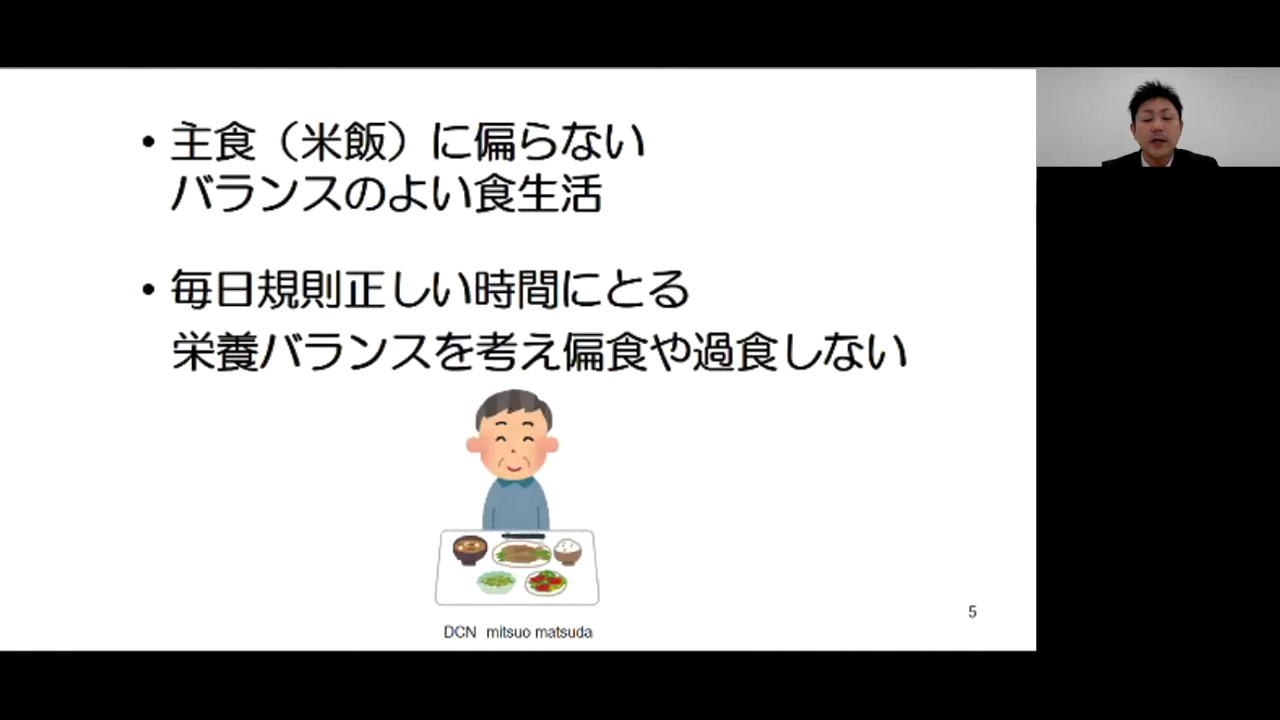 • 主食（米飯）に偏らない
バランスのよい食生活
• 毎日規則正しい時間にとる
栄養バランスを考え偏食や過食しない
5
DCN mitsuo matsuda